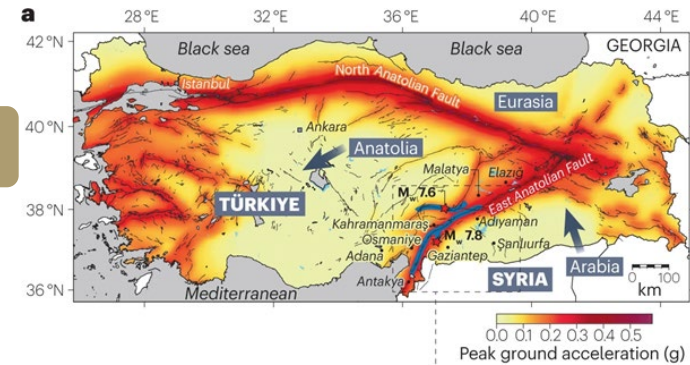 a
28°E 32°E 36°E 40°E 44°E
42°N
Black sea
Black sea
GEORGIA
Istanbul
North Anatolian Fault
Eurasia
40°N
Ankara
Anatolia
Malatya
Elazığ
East Anatolian Fault
Mw 7.6
TÜRKIYE
38°N
Kahramanmaraş
Adıyaman
Osmaniye
Mw 7.8
Şanlıurfa
Adana
Gaziantep
Arabia
Antakya
SYRIA
0 100
km
36°N
Mediterranean
0.0 0.1 0.2 0.3 0.4 0.5
Peak ground acceleration (g)